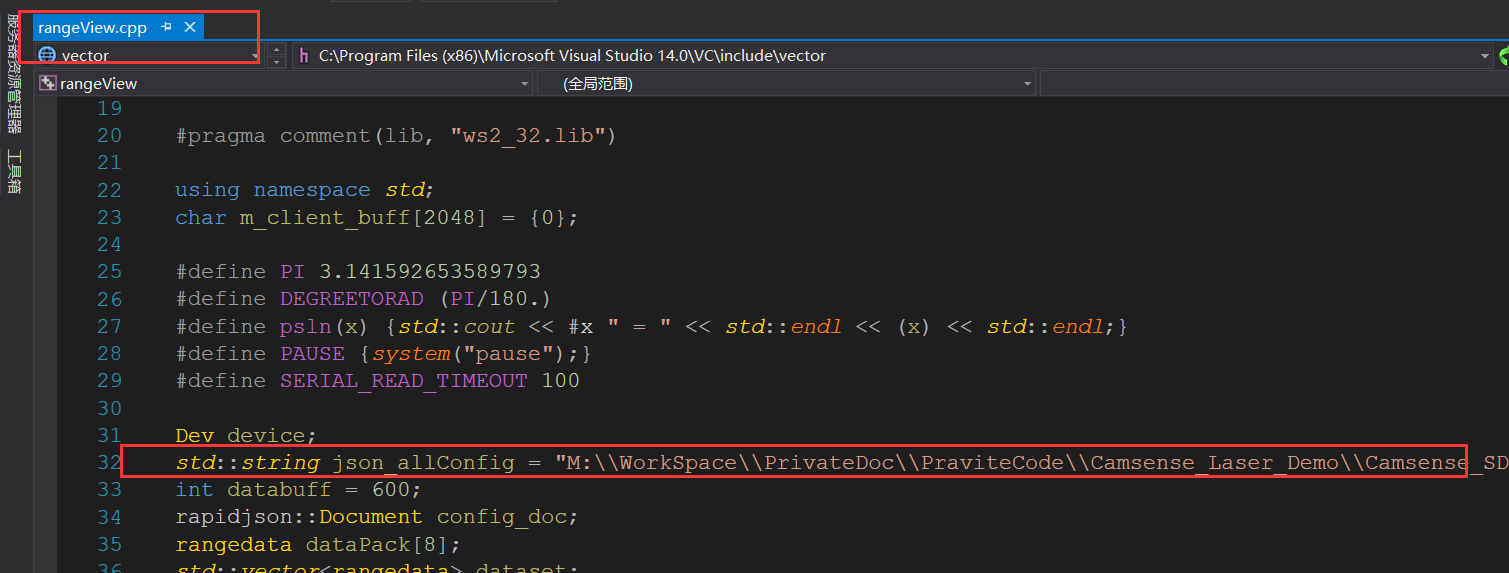 服务器资源管理器
工具箱
rangeView.cpp
vector
C:\Program Files (x86)\Microsoft Visual Studio 14.0\VC\include\vector
rangeView
(全局范围)
19
20 #pragma comment(lib, "ws2_32.lib")
21
22 using namespace std;
23 char m_client_buff[2048] = {0};
24
25 #define PI 3.141592653589793
26 #define DEGREETORAD (PI/180.)
27 #define psln(x) {std::cout << #x " = " << std::endl << (x) << std::endl;}
28 #define PAUSE {system("pause");}
29 #define SERIAL_READ_TIMEOUT 100
30
31 Dev device;
32 std::string json_allConfig = "M:\\WorkSpace\\PrivateDoc\\PraviteCode\\Camsense_Laser_Demo\\Camsense_SD
33 int databuff = 600;
34 rapidjson::Document config_doc;
35 rangedata dataPack[8];
36 std::vector<rangedata> dataset;